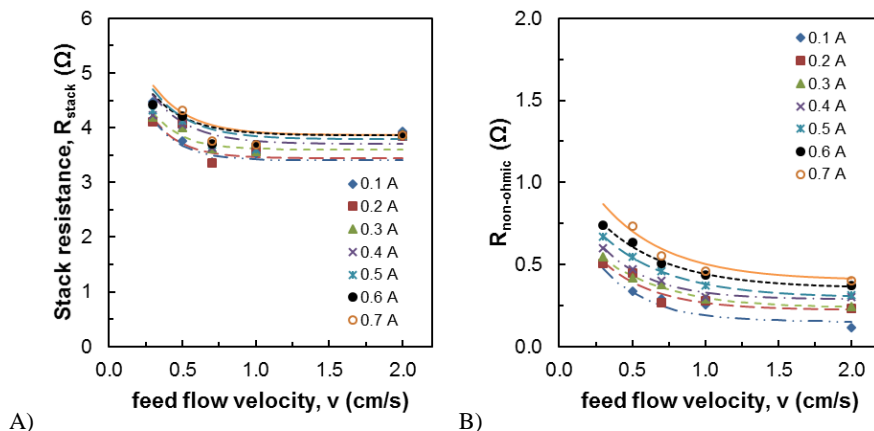 6
5
4
3
2
1
0
0.0 0.5 1.0 1.5 2.0
Stack resistance, R_stack (Ω)
feed flow velocity, v (cm/s)
0.1 A
0.2 A
0.3 A
0.4 A
0.5 A
0.6 A
0.7 A
A)
2.0
1.5
1.0
0.5
0.0
0.0 0.5 1.0 1.5 2.0
R_non-ohmic (Ω)
feed flow velocity, v (cm/s)
0.1 A
0.2 A
0.3 A
0.4 A
0.5 A
0.6 A
0.7 A
B)